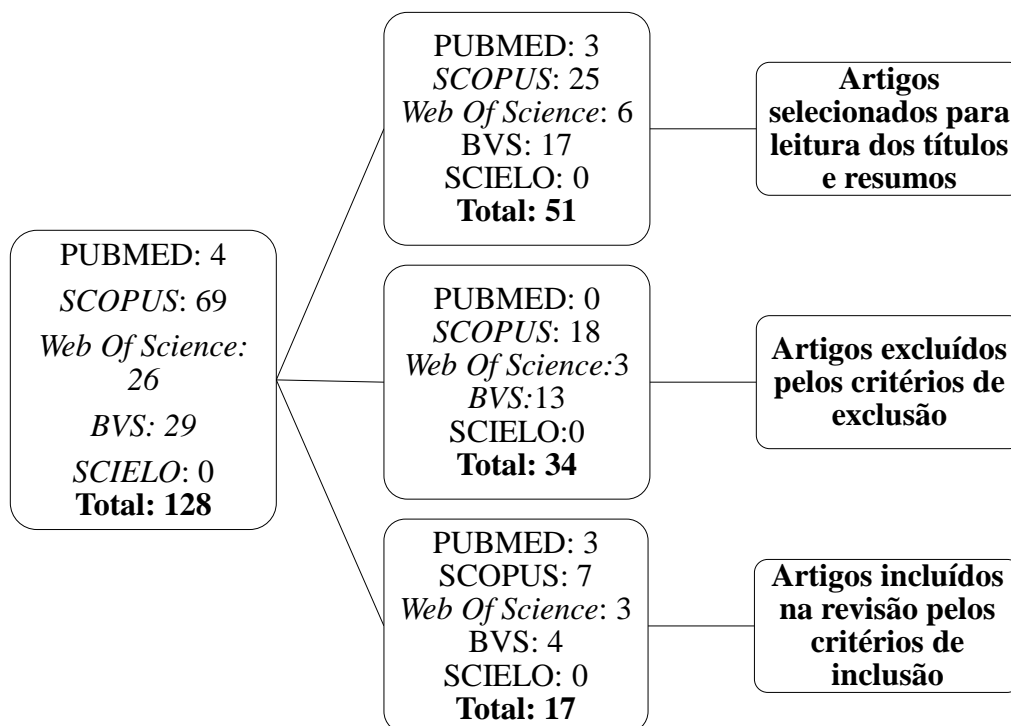 PUBMED: 4
SCOPUS: 69
Web Of Science:
26
BVS: 29
SCIELO: 0
Total: 128
PUBMED: 3
SCOPUS: 25
Web Of Science: 6
BVS: 17
SCIELO: 0
Total: 51
Artigos
selecionados para
leitura dos títulos
e resumos
PUBMED: 0
SCOPUS: 18
Web Of Science:3
BVS:13
SCIELO:0
Total: 34
Artigos excluídos
pelos critérios de
exclusão
PUBMED: 3
SCOPUS: 7
Web Of Science: 3
BVS: 4
SCIELO: 0
Total: 17
Artigos incluídos
na revisão pelos
critérios de
inclusão